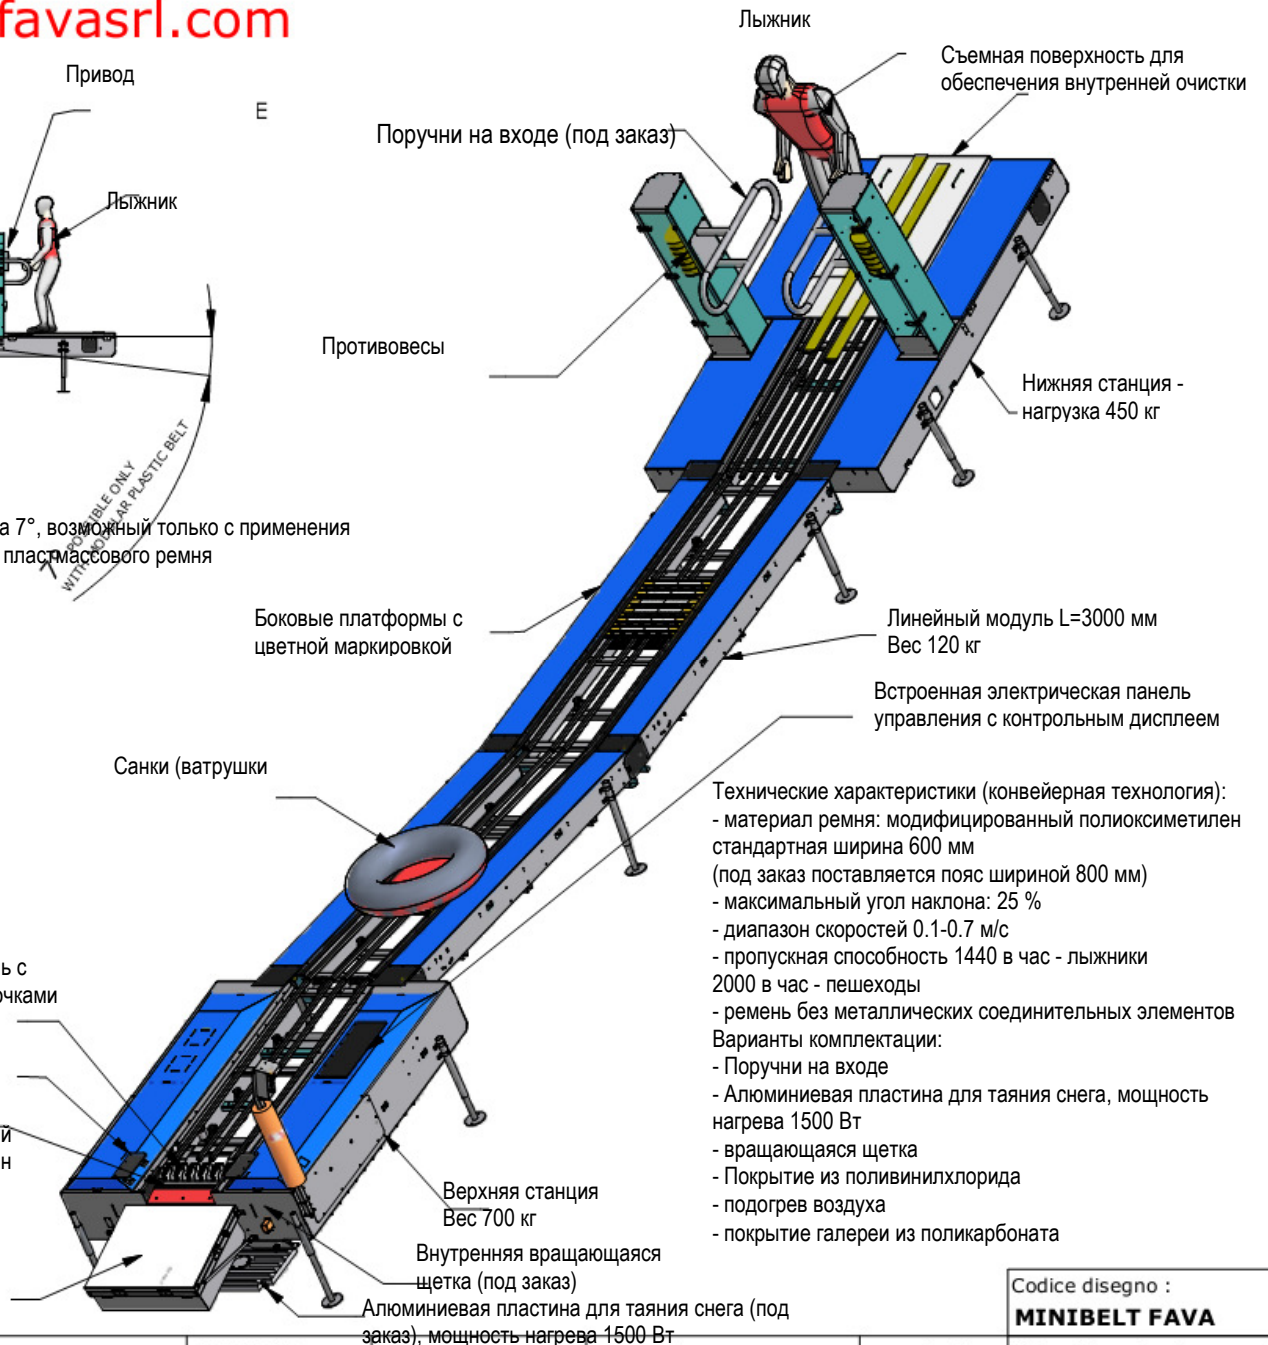 favasrl.com
Лыжник
Привод
E
Съемная поверхность для
обеспечения внутренней очистки
Поручни на входе (под заказ)
Лыжник
Противовесы
Нижняя станция -
нагрузка 450 кг
7° POSSIBLE ONLY
WITH MODULAR PLASTIC BELT
а 7°, возможный только с применения
пластмассового ремня
Боковые платформы с
цветной маркировкой
Линейный модуль L=3000 мм
Вес 120 кг
Встроенная электрическая панель
управления с контрольным дисплеем
Санки (ватрушки
Технические характеристики (конвейерная технология):
- материал ремня: модифицированный полиоксиметилен
стандартная ширина 600 мм
(под заказ поставляется пояс шириной 800 мм)
- максимальный угол наклона: 25 %
- диапазон скоростей 0.1-0.7 м/с
- пропускная способность 1440 в час - лыжники
2000 в час - пешеходы
- ремень без металлических соединительных элементов
Варианты комплектации:
- Поручни на входе
- Алюминиевая пластина для таяния снега, мощность
нагрева 1500 Вт
- вращающаяся щетка
- Покрытие из поливинилхлорида
- подогрев воздуха
- покрытие галереи из поликарбоната
ь с
очками
й
н
Верхняя станция
Вес 700 кг
Внутренняя вращающаяся
щетка (под заказ)
Алюминиевая пластина для таяния снега (под
заказ), мощность нагрева 1500 Вт
Codice disegno :
MINIBELT FAVA